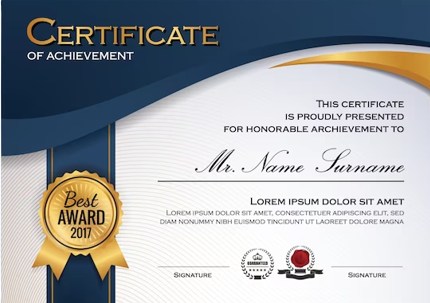 CERTIFICATE
OF ACHIEVEMENT
THIS CERTIFICATE
IS PROUDLY PRESENTED
FOR HONORABLE ARCHIEVEMENT TO
Mr. Name Surname
LOREM IPSUM DOLOR SIT AMET
LOREM IPSUM DOLOR SIT AMET, CONSECTETUER ADIPISCING ELIT, SED
DIAM NONUMMY NIBH EUISMOD TINCIDUNT UT LAOREET DOLORE MAGNA
Best
AWARD
2017
SIGNATURE
GUARANTEED
SIGNATURE